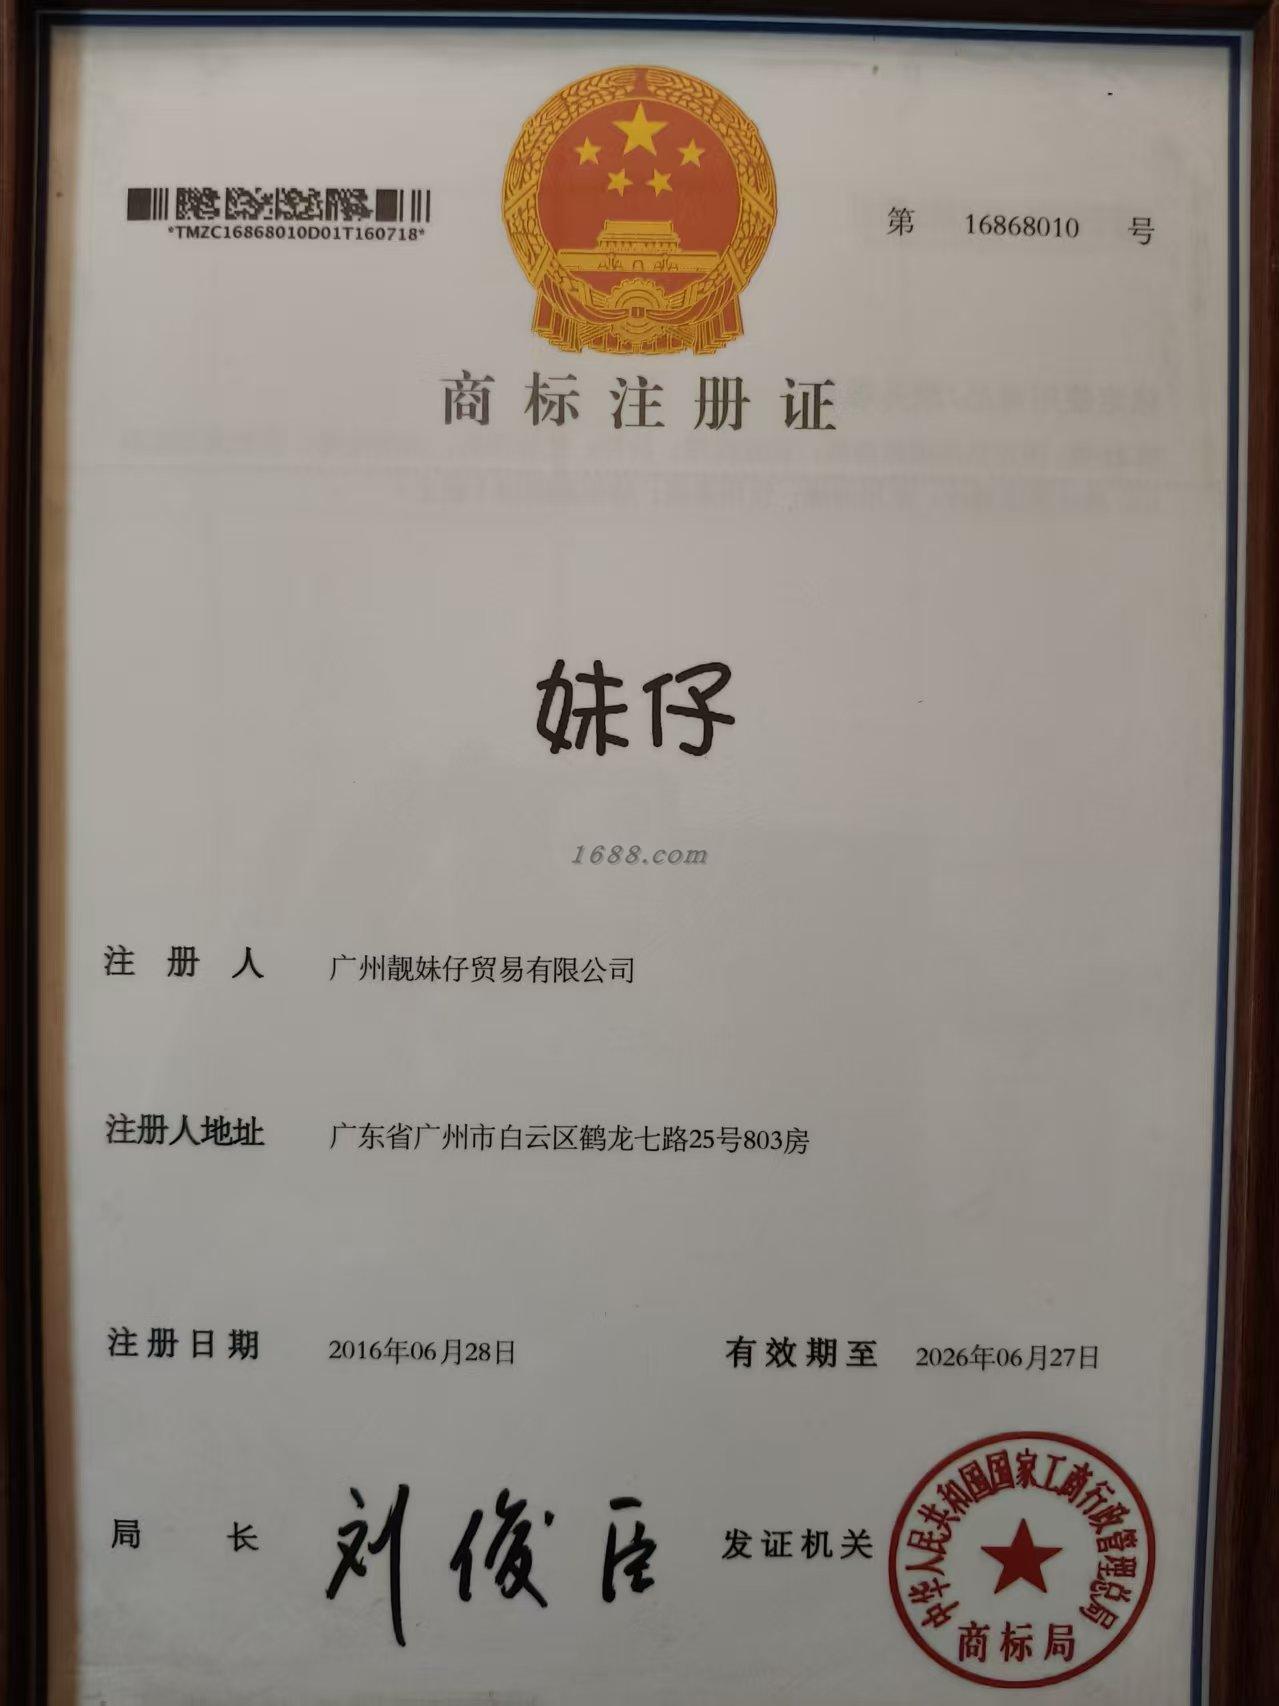 *TMZC16868010D01T160718*
第 16868010 号
商标注册证
妹仔
1688.com
注册人 广州靓妹仔贸易有限公司
注册人地址 广东省广州市白云区鹤龙七路25号803房
注册日期 2016年06月28日 有效期至 2026年06月27日
局长 刘俊臣 发证机关
中华人民共和国国家工商行政管理总局
商标局